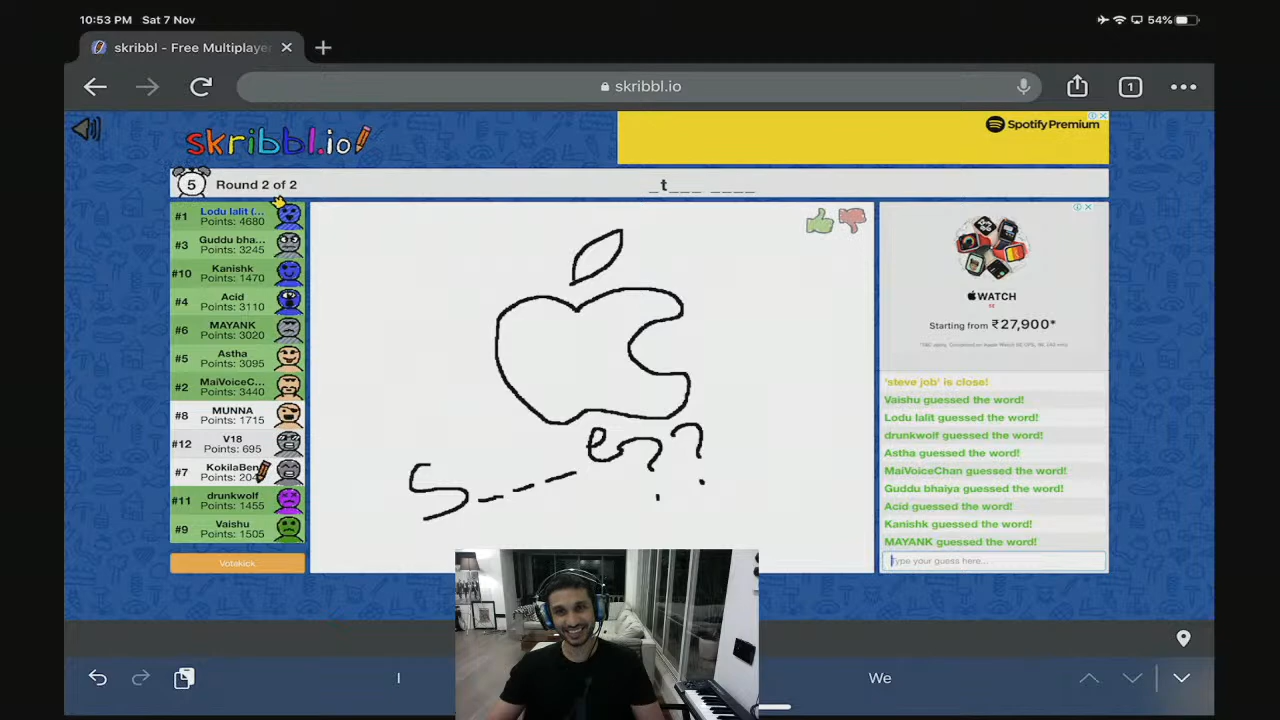 10:53 PM Sat 7 Nov
54%
skribbl - Free Multiplayer
skribbl.io
1
skribbl.io
Spotify Premium
5
Round 2 of 2
_t___ ____
#1 Lodu lalit (...
Points: 4680
#3 Guddu bha...
Points: 3245
#10 Kanishk
Points: 1470
#4 Acid
Points: 3110
#6 MAYANK
Points: 3020
#5 Astha
Points: 3095
#2 MaiVoiceC...
Points: 3440
#8 MUNNA
Points: 1715
#12 V18
Points: 695
#7 KokilaBen
Points: 204
#11 drunkwolf
Points: 1455
#9 Vaishu
Points: 1505
Votekick
S____ e??
WATCH
SE
Starting from ₹27,900*
'steve job' is close!
Vaishu guessed the word!
Lodu lalit guessed the word!
drunkwolf guessed the word!
Astha guessed the word!
MaiVoiceChan guessed the word!
Guddu bhaiya guessed the word!
Acid guessed the word!
Kanishk guessed the word!
MAYANK guessed the word!
Type your guess here...
I
We